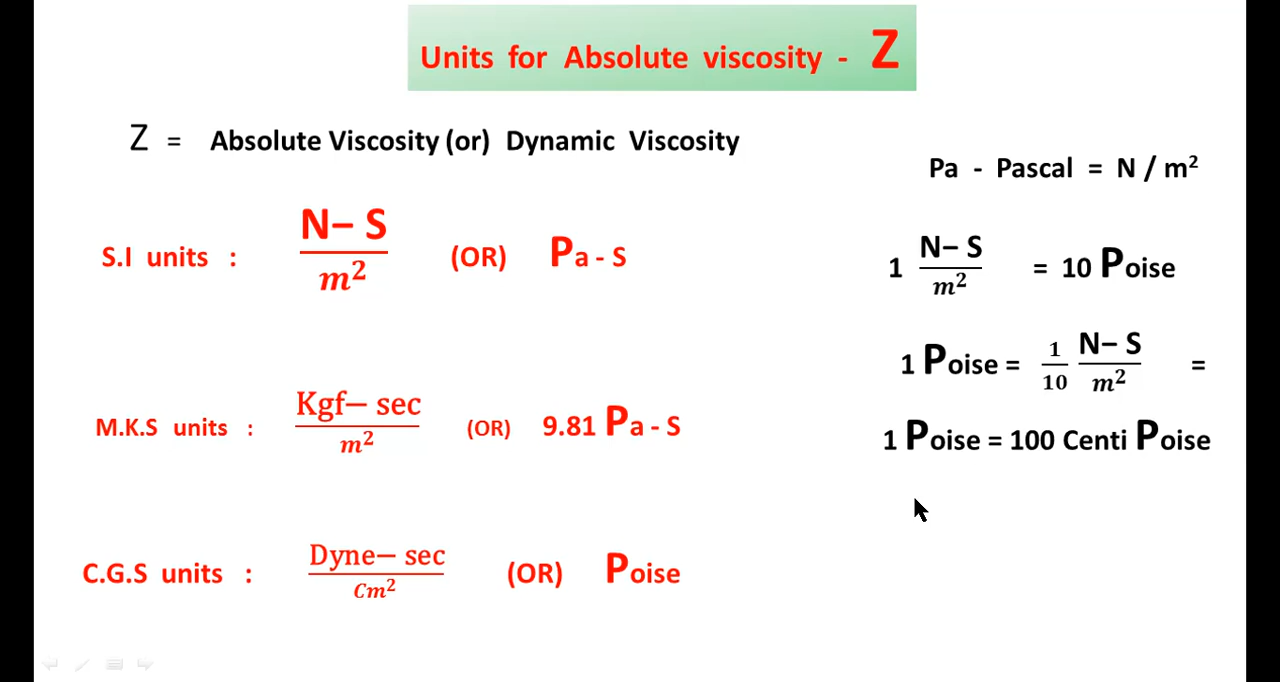 Units for Absolute viscosity - Z
Z = Absolute Viscosity (or) Dynamic Viscosity
S.I units : N– S / m² (OR) Pa - S
M.K.S units : Kgf– sec / m² (OR) 9.81 Pa - S
C.G.S units : Dyne– sec / Cm² (OR) Poise
Pa - Pascal = N / m²
1 N– S / m² = 10 Poise
1 Poise = 1/10 N– S / m² =
1 Poise = 100 Centi Poise